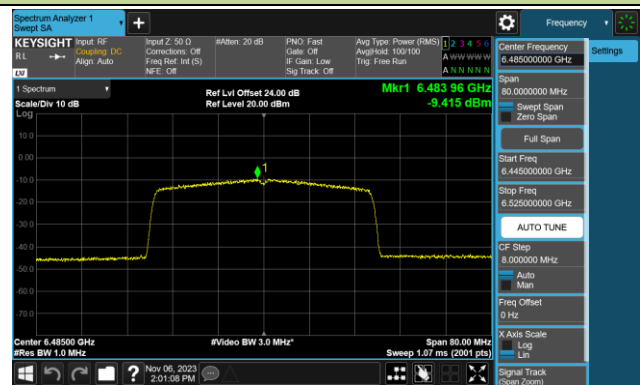 Spectrum Analyzer 1
Swept SA
Frequency
KEYSIGHT
RL
Input: RF
Coupling: DC
Align: Auto
Input Z: 50 Ω
Corrections: Off
Freq Ref: Int (S)
NFE: Off
#Atten: 20 dB
PNO: Fast
Gate: Off
IF Gain: Low
Sig Track: Off
Avg Type: Power (RMS)
Avg|Hold: 100/100
Trig: Free Run
1 2 3 4 5 6
A W W W W W
A N N N N N
LXI
1 Spectrum
Scale/Div 10 dB
Ref Lvl Offset 24.00 dB
Ref Level 20.00 dBm
Mkr1 6.483 96 GHz
-9.415 dBm
Log
10.0
0.00
-10.0
-20.0
-30.0
-40.0
-50.0
-60.0
-70.0
1
Center 6.48500 GHz
#Res BW 1.0 MHz
#Video BW 3.0 MHz*
Span 80.00 MHz
Sweep 1.07 ms (2001 pts)
Nov 06, 2023
2:01:08 PM
Center Frequency
6.485000000 GHz
Settings
Span
80.0000000 MHz
Swept Span
Zero Span
Full Span
Start Freq
6.445000000 GHz
Stop Freq
6.525000000 GHz
AUTO TUNE
CF Step
8.000000 MHz
Auto
Man
Freq Offset
0 Hz
X Axis Scale
Log
Lin
Signal Track
(Span Zoom)